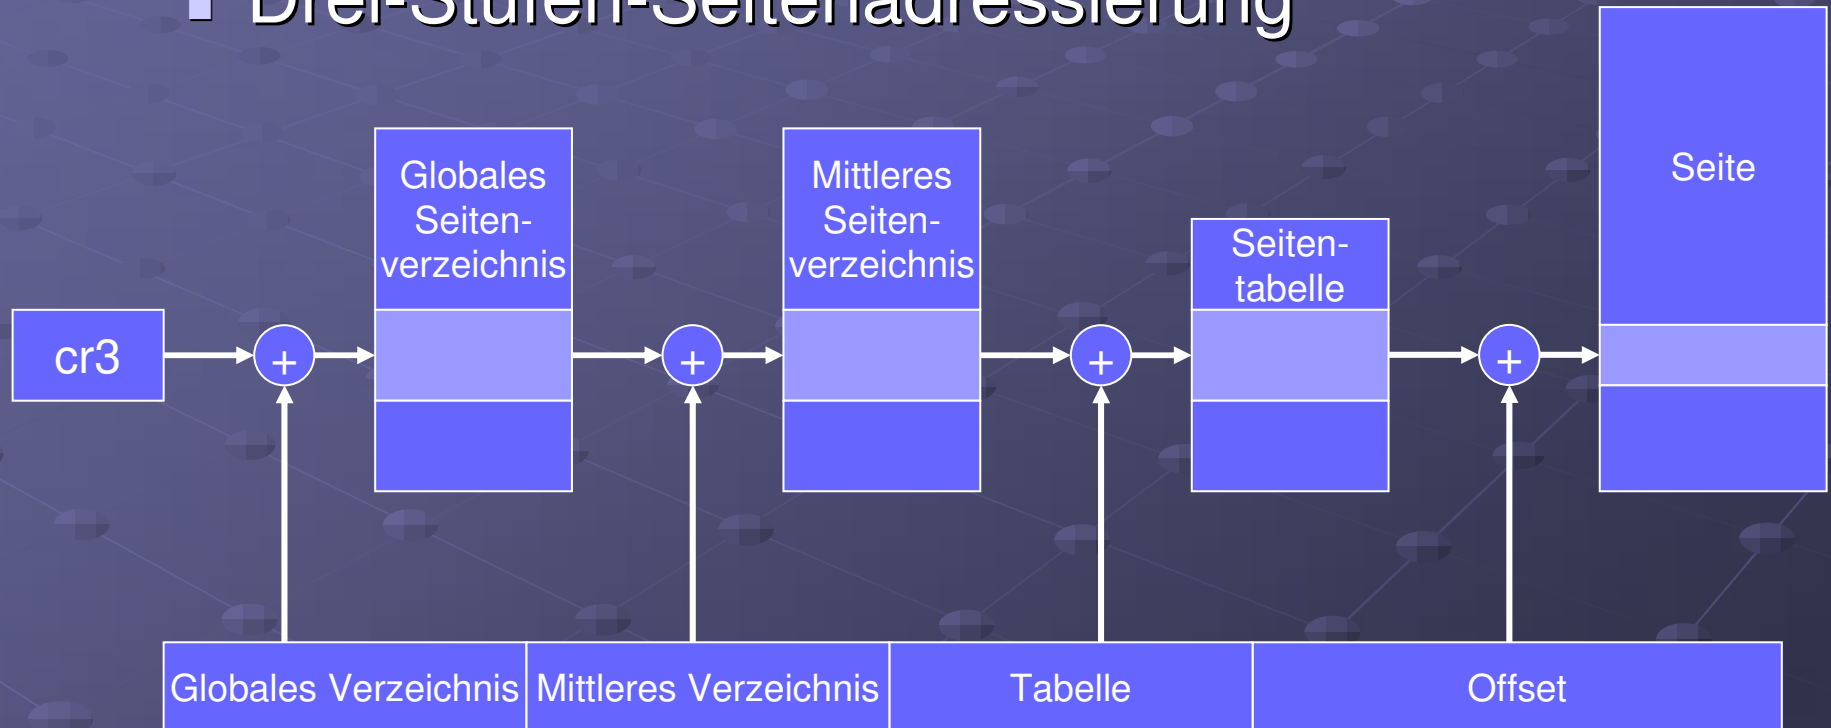 Drei-Stufen-Seitenadressierung
Globales
Seiten-
verzeichnis
Mittleres
Seiten-
verzeichnis
Seiten-
tabelle
Seite
cr3
+
+
+
+
Globales Verzeichnis
Mittleres Verzeichnis
Tabelle
Offset